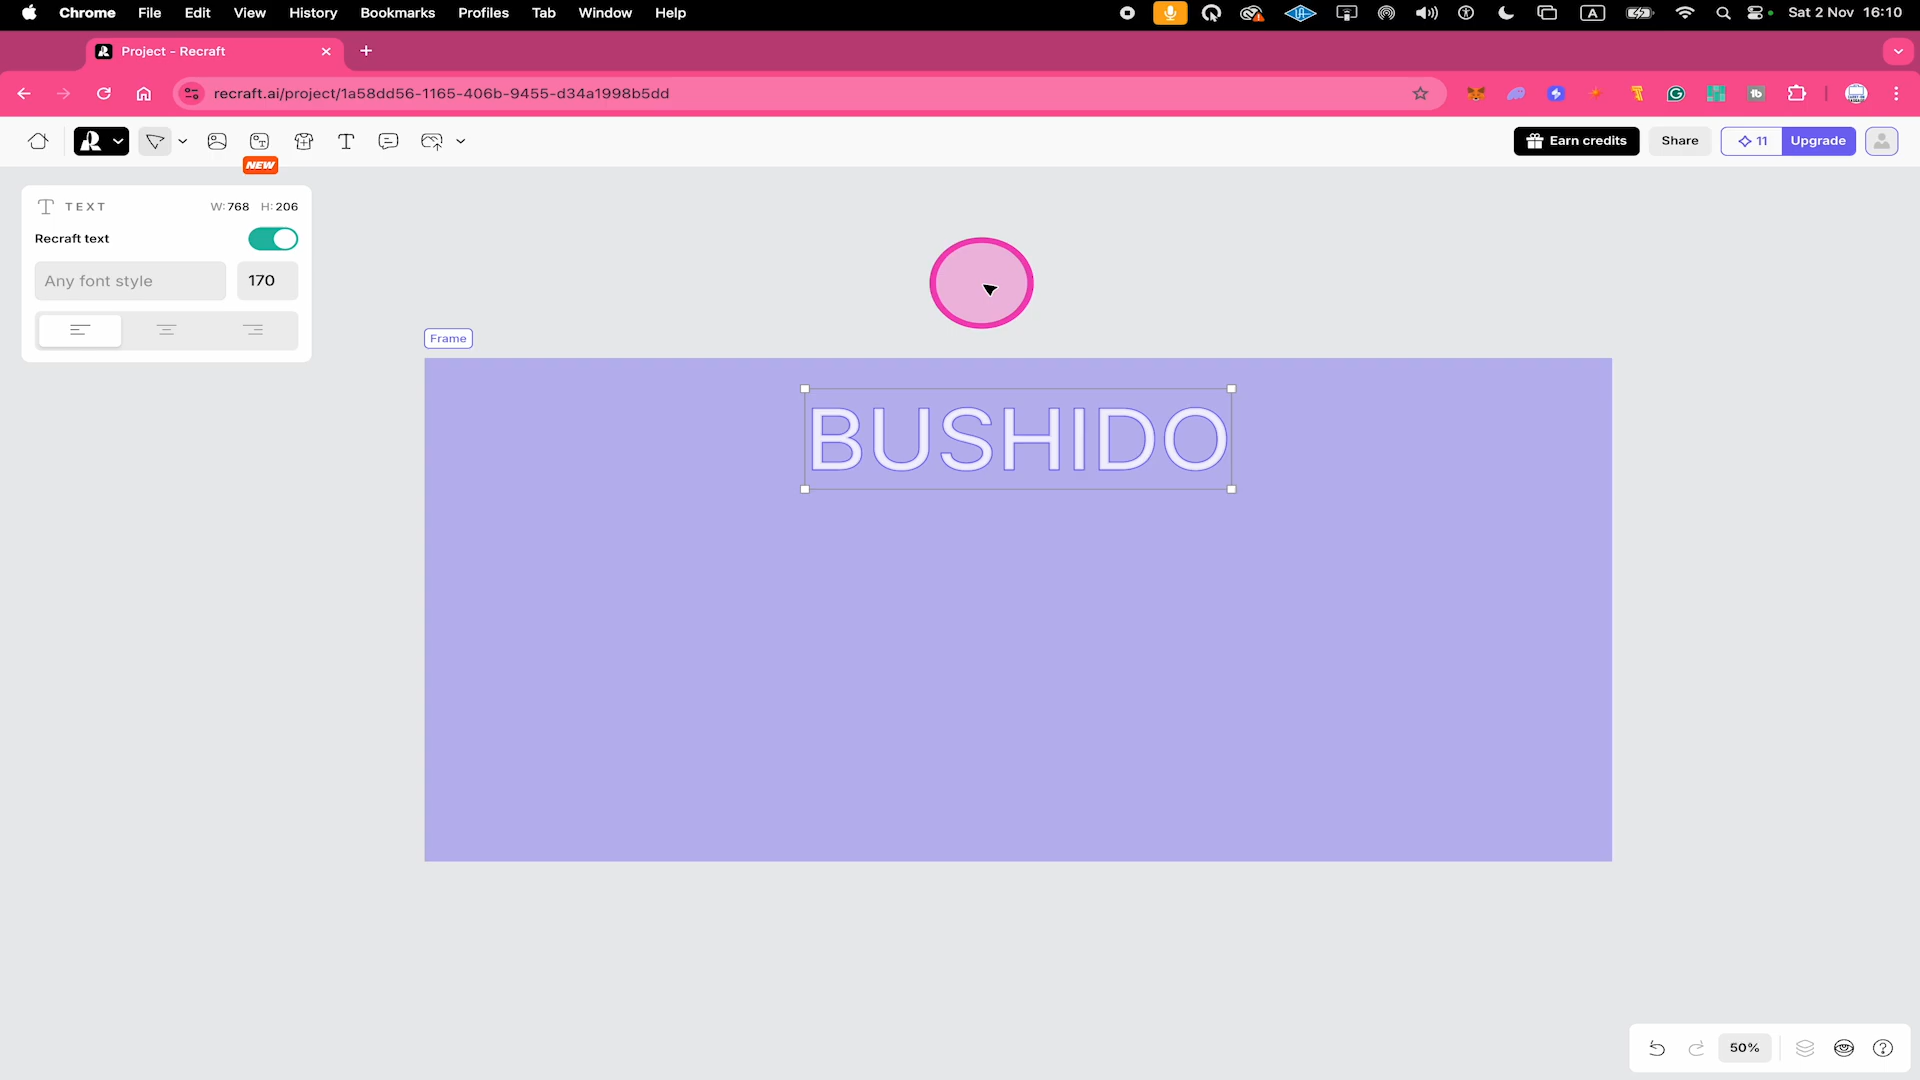 Chrome File Edit View History Bookmarks Profiles Tab Window Help A Sat 2 Nov 16:10
Project - Recraft
recraft.ai/project/1a58dd56-1165-406b-9455-d34a1998b5dd
Earn credits Share 11 Upgrade
NEW
TEXT W: 768 H: 206
Recraft text
Any font style 170
Frame
BUSHIDO
50%